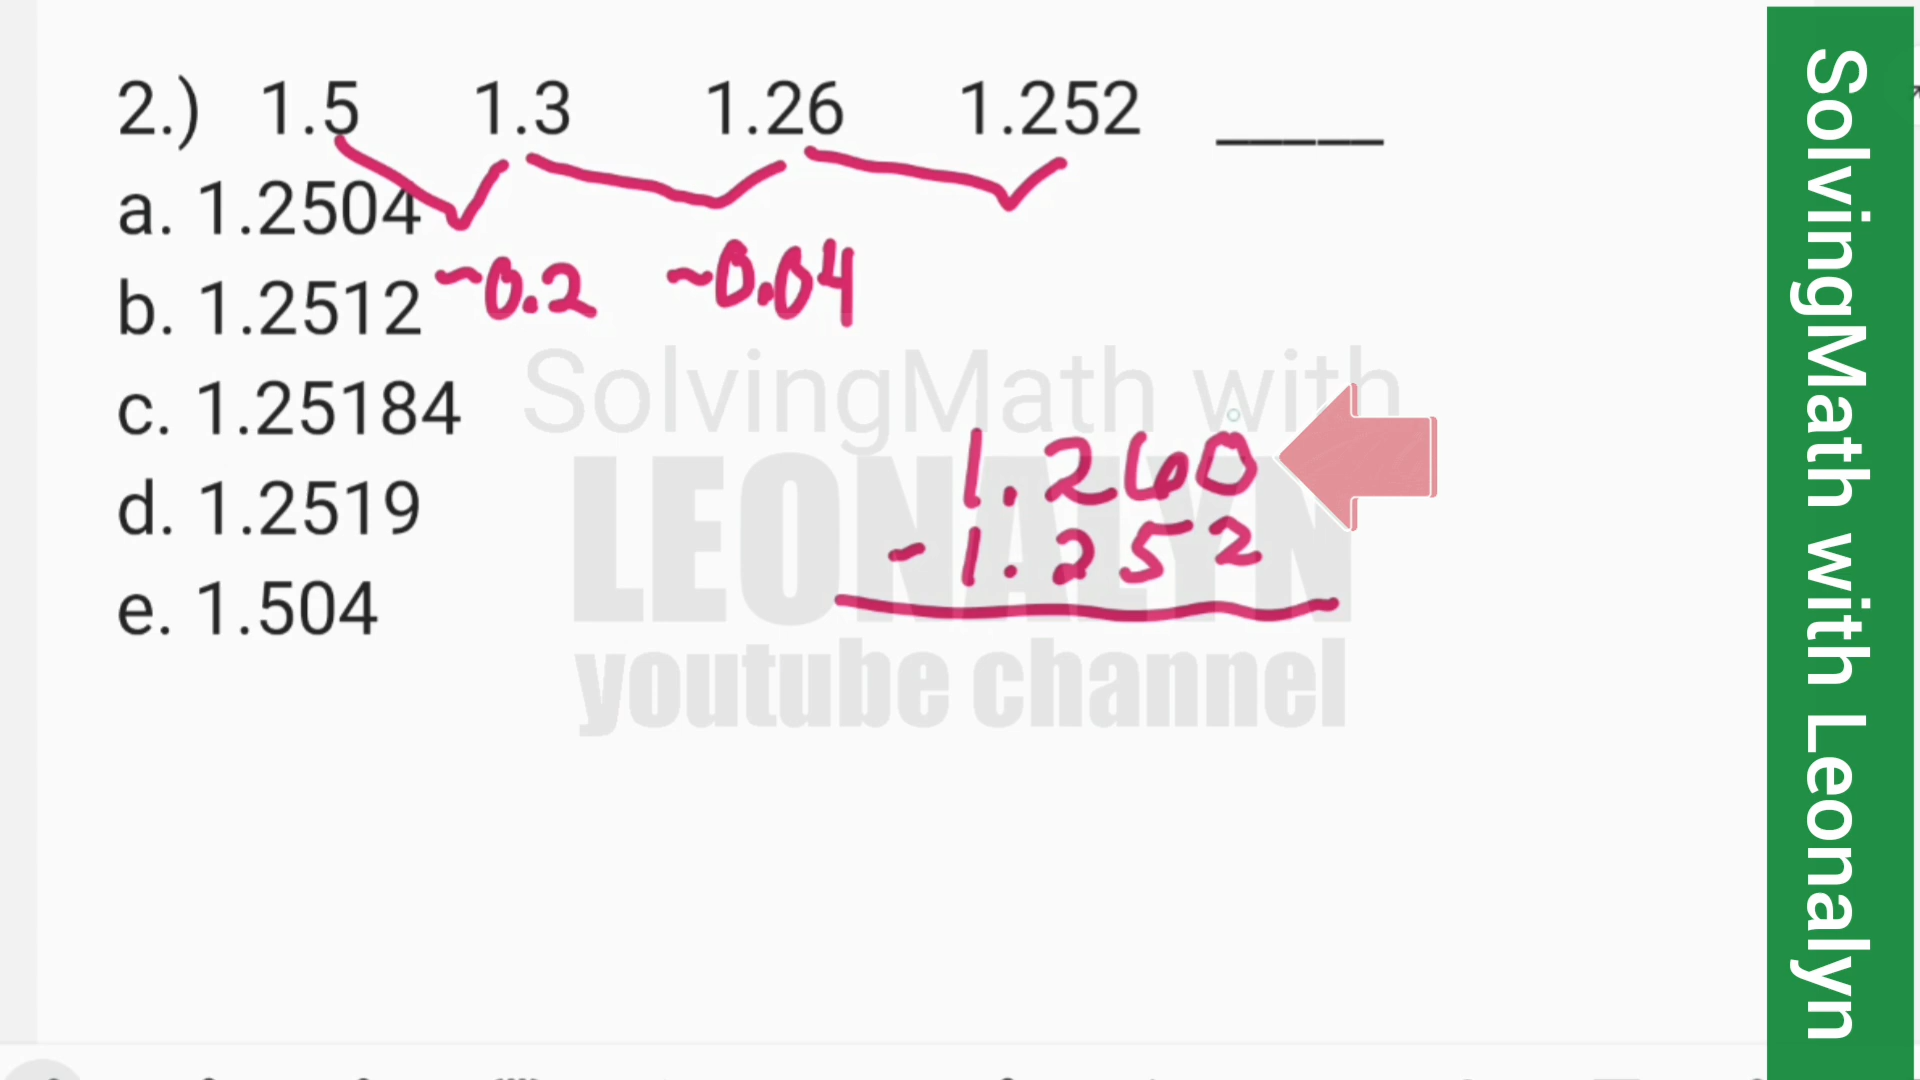 2.) 1.5 1.3 1.26 1.252 _____
a. 1.2504
b. 1.2512
c. 1.25184
d. 1.2519
e. 1.504
-0.2 -0.04
1.260
- 1.252
SolvingMath with
LEONALYN
youtube channel
SolvingMath with Leonalyn